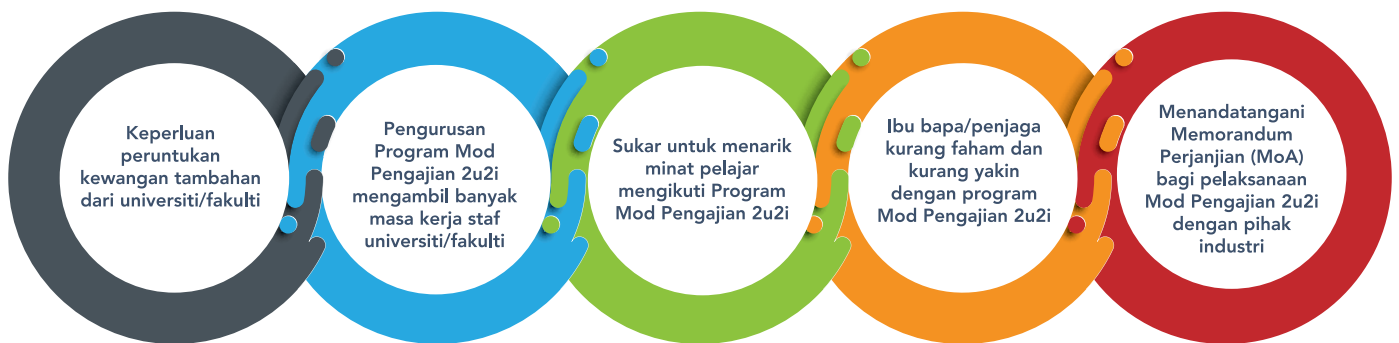 Keperluan
peruntukan
kewangan tambahan
dari universiti/fakulti
Pengurusan
Program Mod
Pengajian 2u2i
mengambil banyak
masa kerja staf
universiti/fakulti
Sukar untuk menarik
minat pelajar
mengikuti Program
Mod Pengajian 2u2i
Ibu bapa/penjaga
kurang faham dan
kurang yakin
dengan program
Mod Pengajian 2u2i
Menandatangani
Memorandum
Perjanjian (MoA)
bagi pelaksanaan
Mod Pengajian 2u2i
dengan pihak
industri